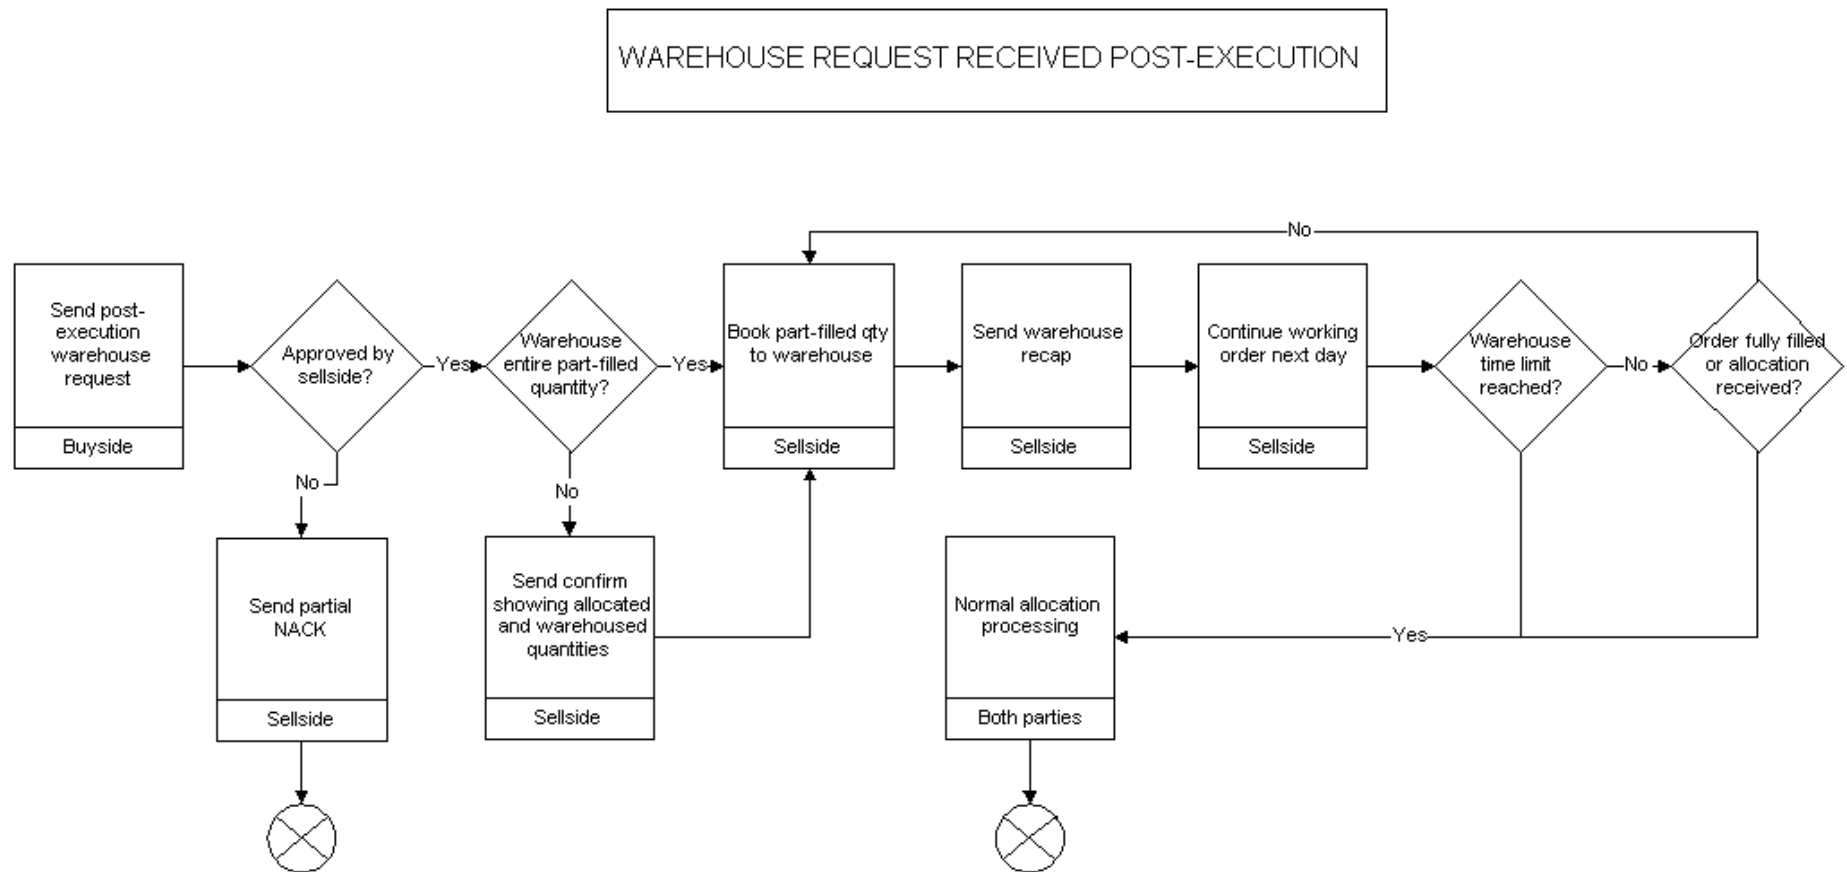 WAREHOUSE REQUEST RECEIVED POST-EXECUTION
No
Send post-
execution
warehouse
request
Buyside
Approved by
sellside?
Yes
Warehouse
entire part-filled
quantity?
Yes
Book part-filled qty
to warehouse
Sellside
Send warehouse
recap
Sellside
Continue working
order next day
Sellside
Warehouse
time limit
reached?
No
Order fully filled
or allocation
received?
No
No
Send partial
NACK
Sellside
Send confirm
showing allocated
and warehoused
quantities
Sellside
Normal allocation
processing
Both parties
Yes